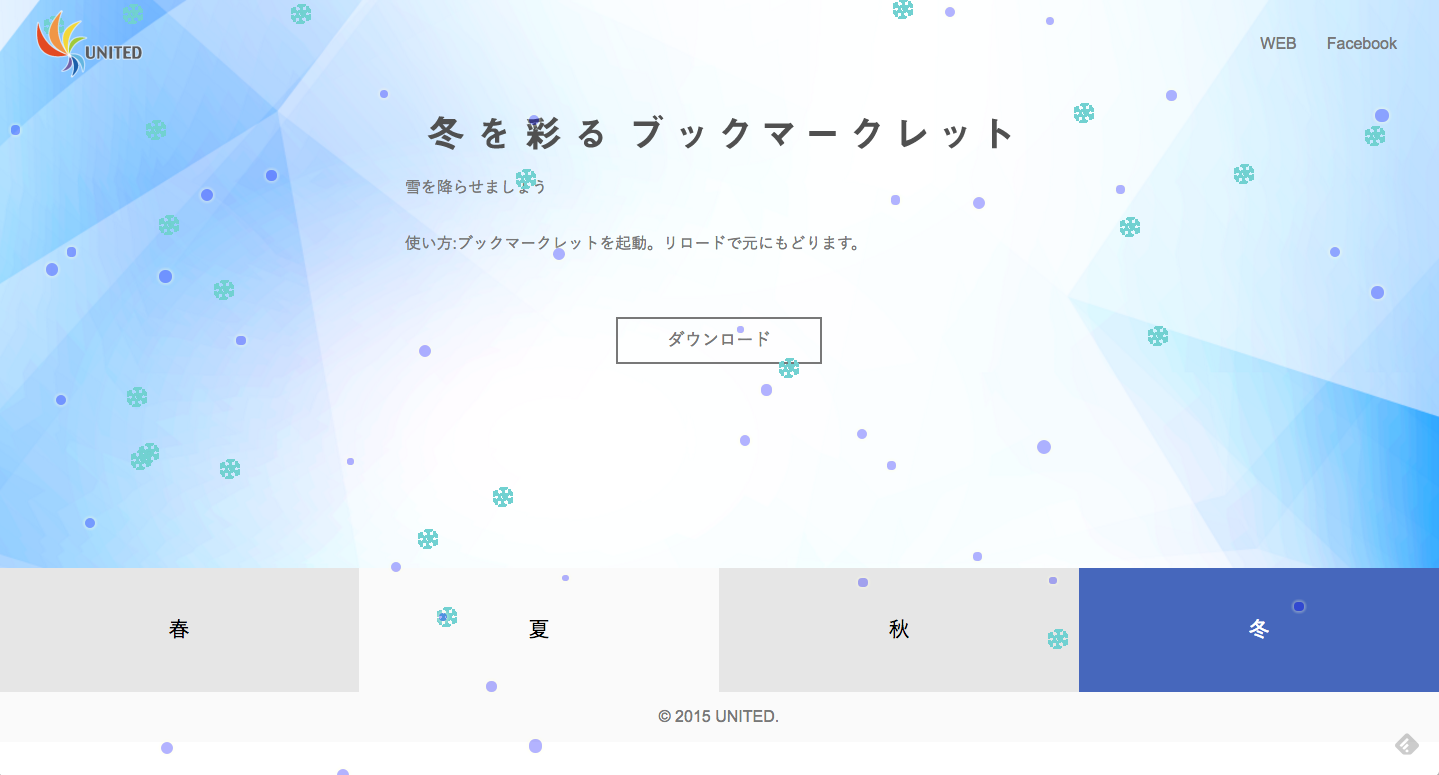 UNITED
WEB
Facebook
冬を彩る ブックマークレット
雪を降らせましょう
使い方:ブックマークレットを起動。リロードで元にもどります。
ダウンロード
春
夏
秋
冬
© 2015 UNITED.